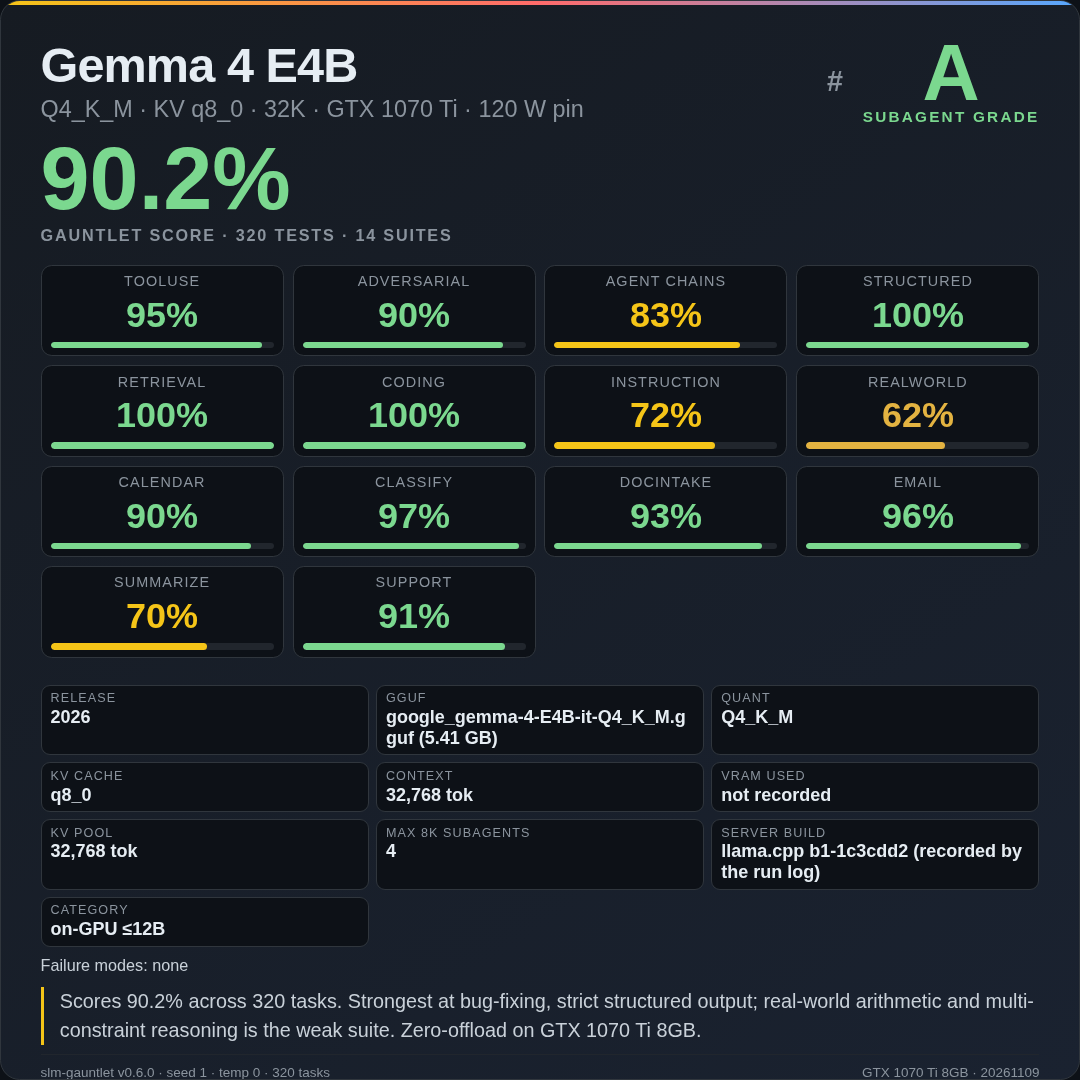 Gemma 4 E4B
Q4_K_M · KV q8_0 · 32K · GTX 1070 Ti · 120 W pin
#
A
SUBAGENT GRADE
90.2%
GAUNTLET SCORE · 320 TESTS · 14 SUITES
TOOLUSE
95%
ADVERSARIAL
90%
AGENT CHAINS
83%
STRUCTURED
100%
RETRIEVAL
100%
CODING
100%
INSTRUCTION
72%
REALWORLD
62%
CALENDAR
90%
CLASSIFY
97%
DOCINTAKE
93%
EMAIL
96%
SUMMARIZE
70%
SUPPORT
91%
RELEASE
2026
GGUF
google_gemma-4-E4B-it-Q4_K_M.g
guf (5.41 GB)
QUANT
Q4_K_M
KV CACHE
q8_0
CONTEXT
32,768 tok
VRAM USED
not recorded
KV POOL
32,768 tok
MAX 8K SUBAGENTS
4
SERVER BUILD
llama.cpp b1-1c3cdd2 (recorded by
the run log)
CATEGORY
on-GPU ≤12B
Failure modes: none
Scores 90.2% across 320 tasks. Strongest at bug-fixing, strict structured output; real-world arithmetic and multi-
constraint reasoning is the weak suite. Zero-offload on GTX 1070 Ti 8GB.
slm-gauntlet v0.6.0 · seed 1 · temp 0 · 320 tasks
GTX 1070 Ti 8GB · 20261109